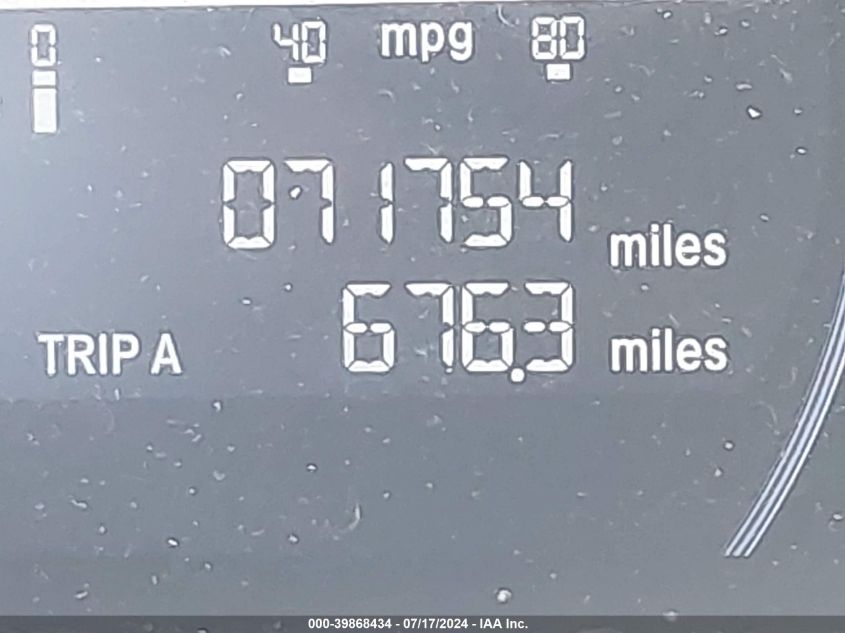 0 40 mpg 80
071754 miles
TRIP A 676.3 miles
000-39868434 - 07/17/2024 - IAA Inc.